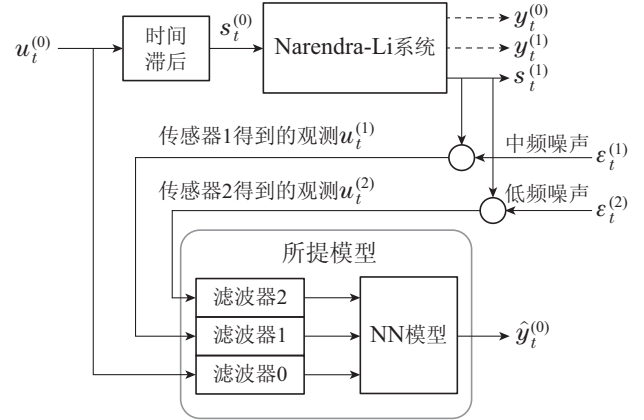 u_t^{(0)}
时间
滞后
s_t^{(0)}
Narendra-Li系统
y_t^{(0)}
y_t^{(1)}
s_t^{(1)}
传感器1得到的观测u_t^{(1)}
中频噪声
ε_t^{(1)}
传感器2得到的观测u_t^{(2)}
低频噪声
ε_t^{(2)}
所提模型
滤波器2
滤波器1
滤波器0
NN模型
ŷ_t^{(0)}